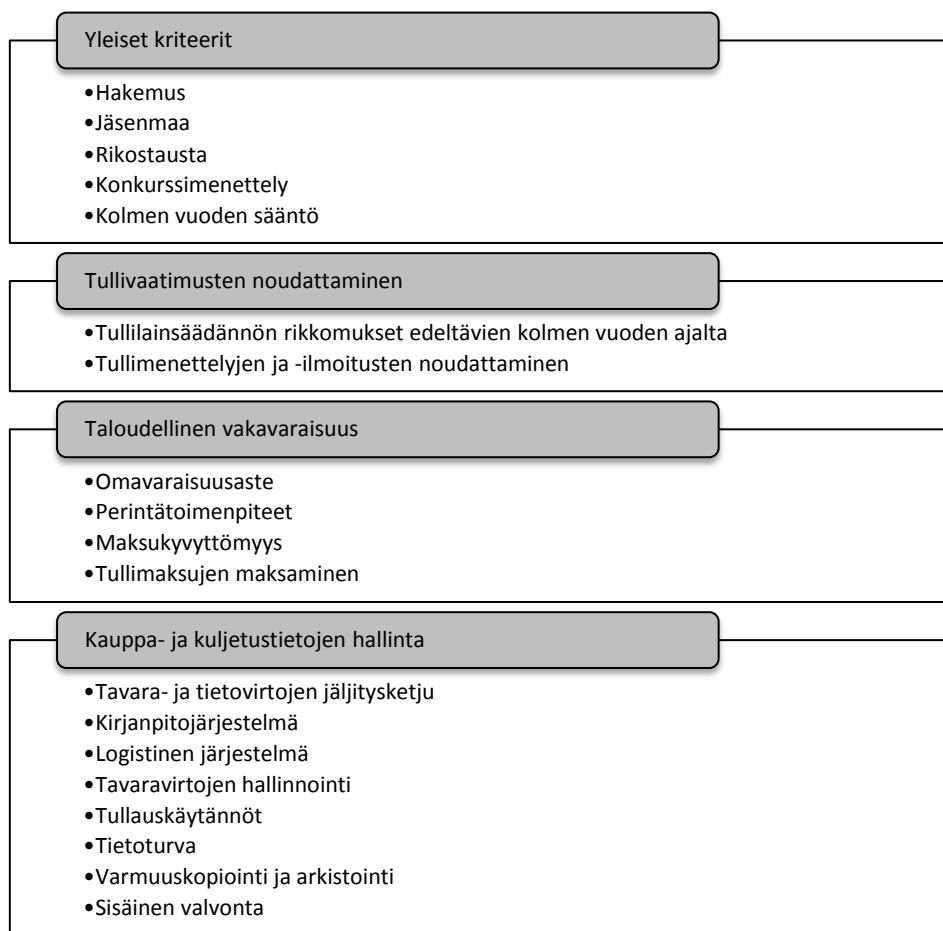 Yleiset kriteerit
•Hakemus
•Jäsenmaa
•Rikostausta
•Konkurssimenettely
•Kolmen vuoden sääntö
Tullivaatimusten noudattaminen
•Tullilainsäädännön rikkomukset edeltävien kolmen vuoden ajalta
•Tullimenettelyjen ja -ilmoitusten noudattaminen
Taloudellinen vakavaraisuus
•Omavaraisuusaste
•Perintätoimenpiteet
•Maksukyvyttömyys
•Tullimaksujen maksaminen
Kauppa- ja kuljetustietojen hallinta
•Tavara- ja tietovirtojen jäljitysketju
•Kirjanpitojärjestelmä
•Logistinen järjestelmä
•Tavaravirtojen hallinnointi
•Tullauskäytännöt
•Tietoturva
•Varmuuskopiointi ja arkistointi
•Sisäinen valvonta